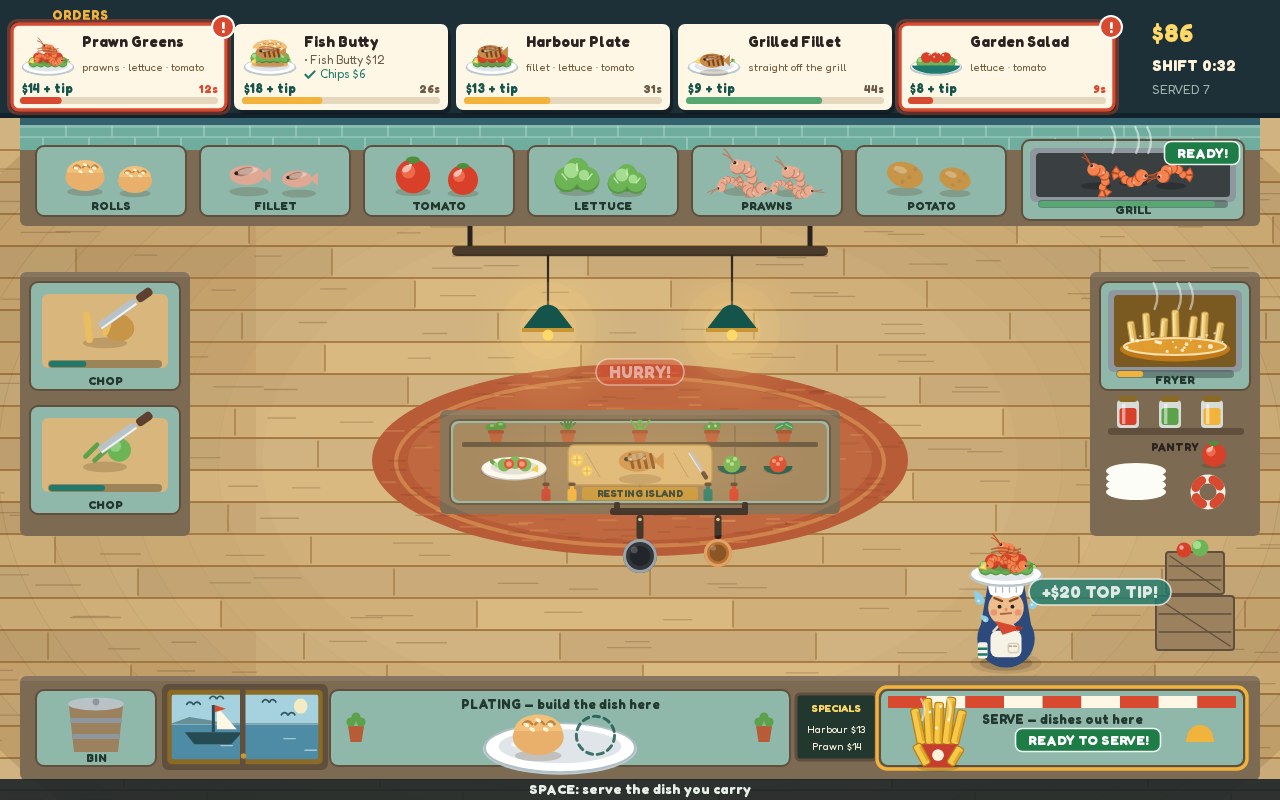 ORDERS
Prawn Greens
prawns · lettuce · tomato
$14 + tip
12s
!
Fish Butty
· Fish Butty $12
✓ Chips $6
$18 + tip
26s
Harbour Plate
fillet · lettuce · tomato
$13 + tip
31s
Grilled Fillet
straight off the grill
$9 + tip
44s
Garden Salad
lettuce · tomato
$8 + tip
9s
!
$86
SHIFT 0:32
SERVED 7
ROLLS
FILLET
TOMATO
LETTUCE
PRAWNS
POTATO
READY!
GRILL
CHOP
CHOP
HURRY!
RESTING ISLAND
FRYER
PANTRY
+$20 TOP TIP!
BIN
PLATING – build the dish here
SPECIALS
Harbour $13
Prawn $14
SERVE – dishes out here
READY TO SERVE!
SPACE: serve the dish you carry